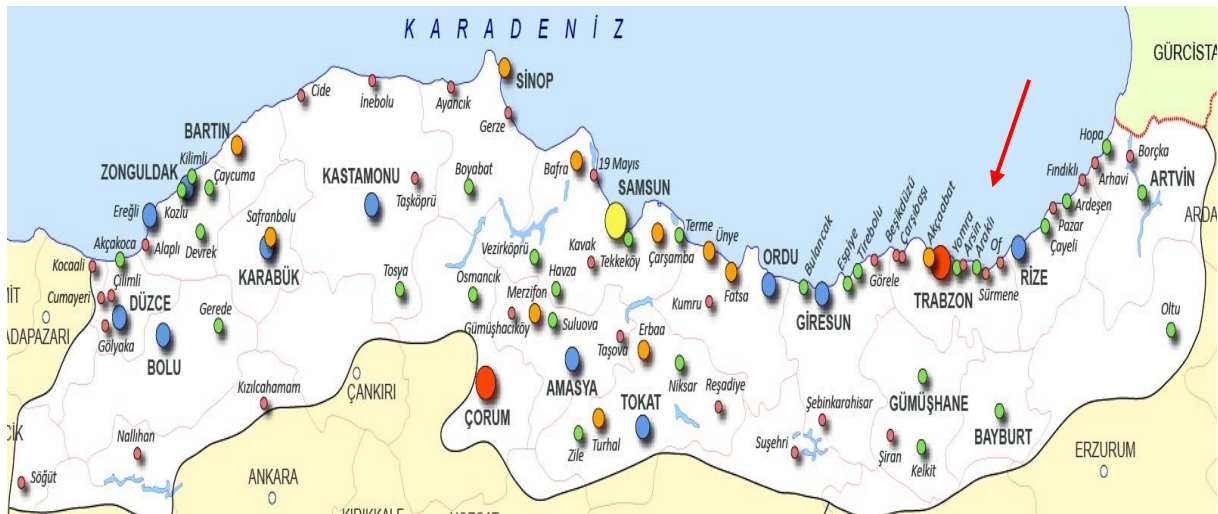 KARADENİZ
GÜRCİSTA
SİNOP
Cide
İnebolu
Ayancık
Gerze
BARTIN
Kilimli
ZONGULDAK
Çaycuma
Kozlu
Ereğli
Safranbolu
KARABÜK
Devrek
Alaplı
Akçakoca
Kocaali
Çilimli
Cumayeri
DÜZCE
Gölyaka
BOLU
Gerede
ADAPAZARI
KASTAMONU
Taşköprü
Boyabat
Tosya
Bafra
19 Mayıs
SAMSUN
Tekkeköy
Kavak
Vezirköprü
Havza
Osmancık
Merzifon
Gümüşhacıköy
Suluova
Çarşamba
Terme
Ünye
Fatsa
Kumru
ORDU
Bulancak
GİRESUN
Espiye
Tirebolu
Görele
Beşikdüzü
Çarşıbaşı
Akçaabat
TRABZON
Yomra
Arsin
Araklı
Sürmene
Of
RİZE
Çayeli
Pazar
Ardeşen
Fındıklı
Arhavi
Hopa
Borçka
ARTVİN
ARDA
Oltu
Kızılcahamam
ÇANKIRI
ÇORUM
AMASYA
Taşova
Erbaa
Niksar
Reşadiye
TOKAT
Turhal
Zile
Şebinkarahisar
Suşehri
GÜMÜŞHANE
Şiran
Kelkit
BAYBURT
ERZURUM
Nallıhan
Söğüt
ANKARA
CİK